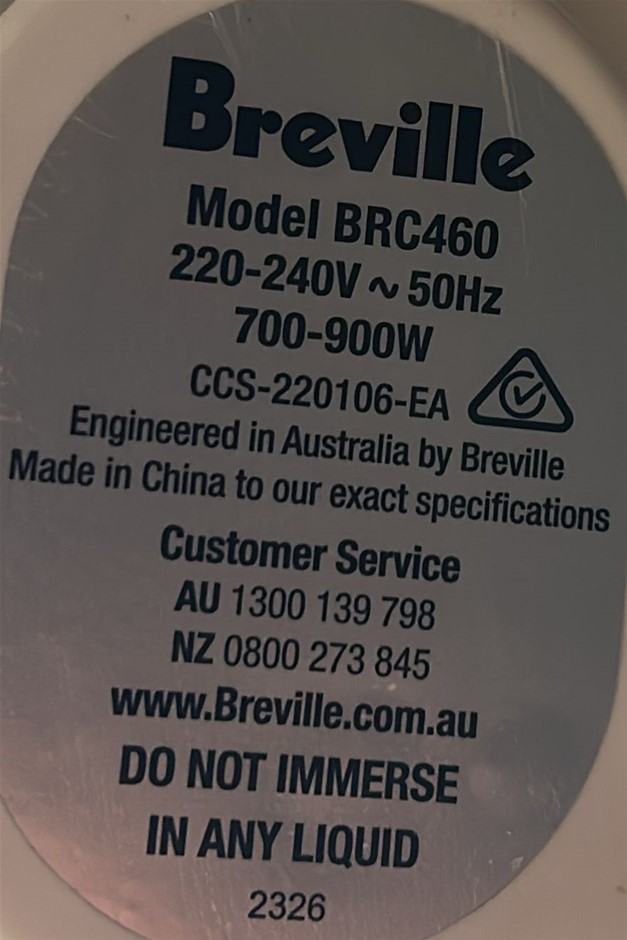 Breville
Model BRC460
220-240V ~ 50Hz
700-900W
CCS-220106-EA
Engineered in Australia by Breville
Made in China to our exact specifications
Customer Service
AU 1300 139 798
NZ 0800 273 845
www.Breville.com.au
DO NOT IMMERSE
IN ANY LIQUID
2326